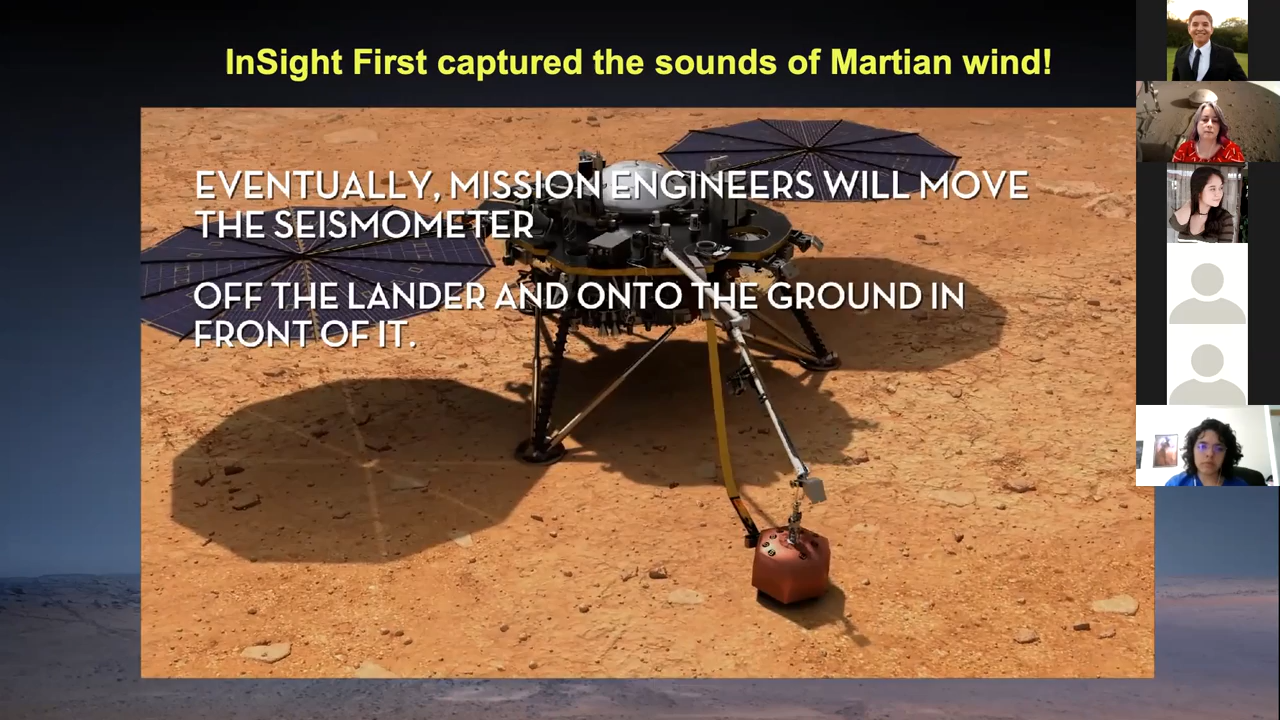 InSight First captured the sounds of Martian wind!
EVENTUALLY, MISSION ENGINEERS WILL MOVE
THE SEISMOMETER
OFF THE LANDER AND ONTO THE GROUND IN
FRONT OF IT.